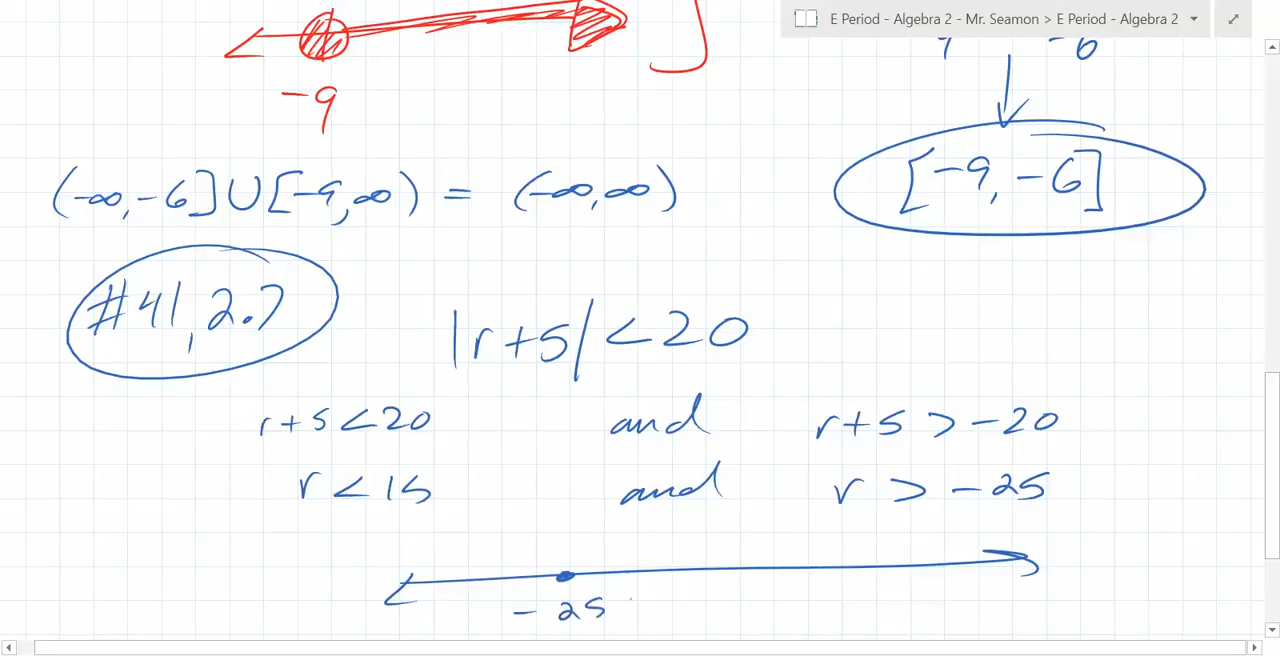 E Period - Algebra 2 - Mr. Seamon > E Period - Algebra 2
-9
-6
(-∞,-6]∪[-9,∞) = (-∞,∞)
[-9,-6]
#41, 2.7
|r+5|<20
r+5<20 and r+5>-20
r<15 and r>-25
-25